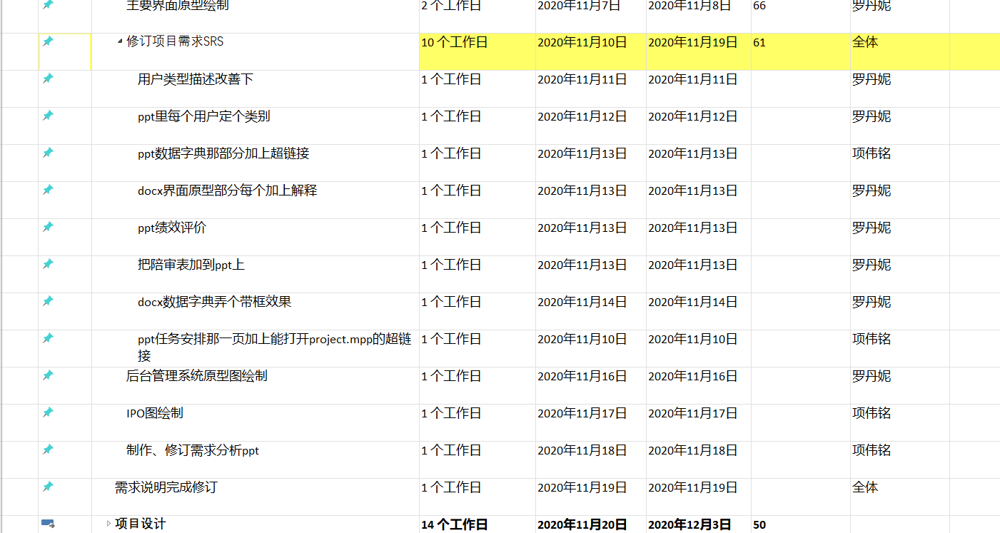 主要界面原型绘制 2 个工作日 2020年11月7日 2020年11月8日 66 罗丹妮
修订项目需求SRS 10 个工作日 2020年11月10日 2020年11月19日 61 全体
用户类型描述改善下 1 个工作日 2020年11月11日 2020年11月11日 罗丹妮
ppt里每个用户定个类别 1 个工作日 2020年11月12日 2020年11月12日 罗丹妮
ppt数据字典那部分加上超链接 1 个工作日 2020年11月13日 2020年11月13日 项伟铭
docx界面原型部分每个加上解释 1 个工作日 2020年11月13日 2020年11月13日 罗丹妮
ppt绩效评价 1 个工作日 2020年11月13日 2020年11月13日 罗丹妮
把陪审表加到ppt上 1 个工作日 2020年11月13日 2020年11月13日 罗丹妮
docx数据字典弄个带框效果 1 个工作日 2020年11月14日 2020年11月14日 罗丹妮
ppt任务安排那一页加上能打开project.mpp的超链 1 个工作日 2020年11月10日 2020年11月10日 项伟铭
接
后台管理系统原型图绘制 1 个工作日 2020年11月16日 2020年11月16日 罗丹妮
IPO图绘制 1 个工作日 2020年11月17日 2020年11月17日 项伟铭
制作、修订需求分析ppt 1 个工作日 2020年11月18日 2020年11月18日 项伟铭
需求说明完成修订 1 个工作日 2020年11月19日 2020年11月19日 全体
项目设计 14 个工作日 2020年11月20日 2020年12月3日 50